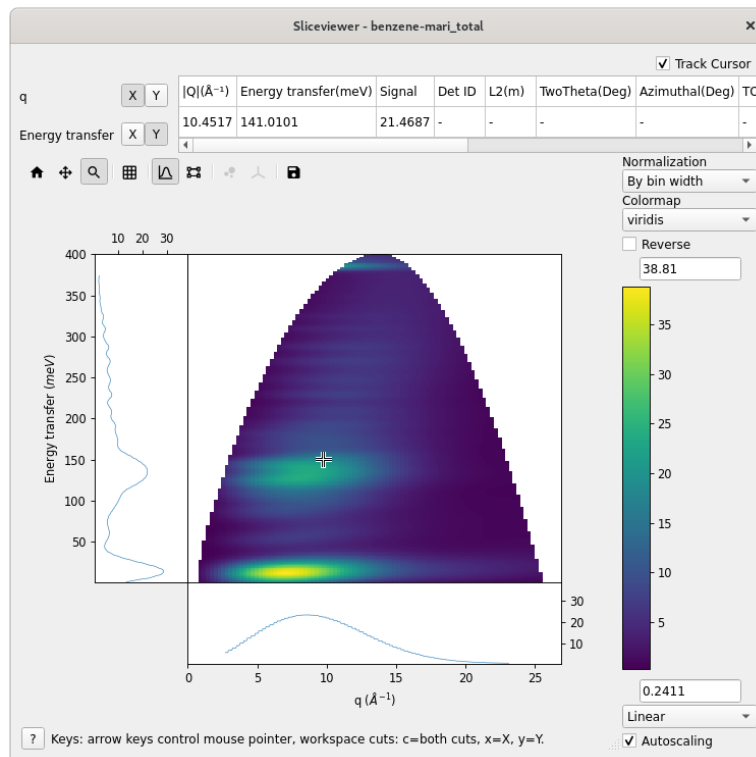 Sliceviewer - benzene-mari_total
Track Cursor
q X Y
|Q|(Å⁻¹) Energy transfer(meV) Signal Det ID L2(m) TwoTheta(Deg) Azimuthal(Deg)
10.4517 141.0101 21.4687 - - - - -
Energy transfer X Y
Normalization
By bin width
Colormap
viridis
Reverse
38.81
10 20 30
400
350
300
250
200
150
100
50
Energy transfer (meV)
35
30
25
20
15
10
5
30
20
10
0 5 10 15 20 25
q (Å⁻¹)
0.2411
Linear
Autoscaling
? Keys: arrow keys control mouse pointer, workspace cuts: c=both cuts, x=X, y=Y.